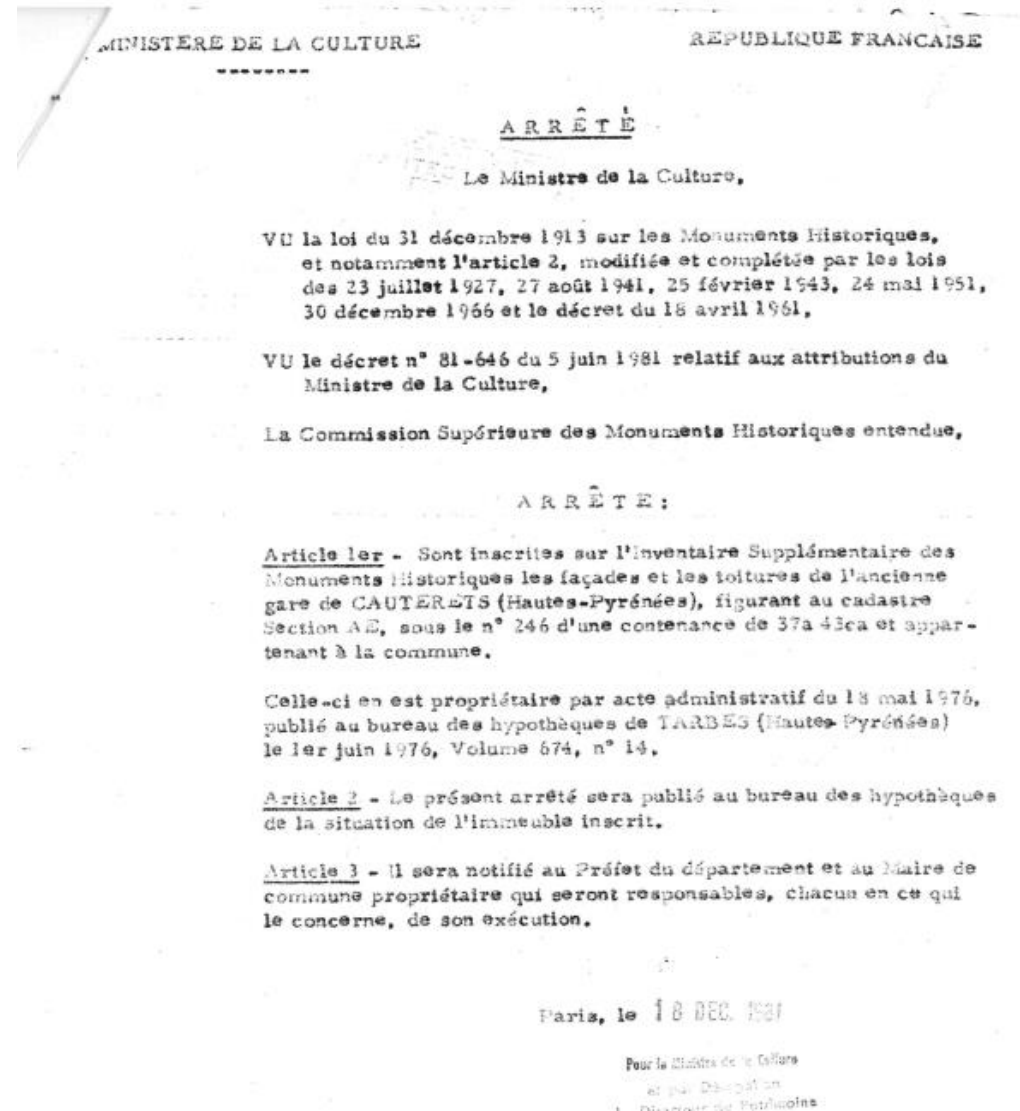 MINISTERE DE LA CULTURE
REPUBLIQUE FRANCAISE
ARRÊTÉ
Le Ministre de la Culture,
VU la loi du 31 décembre 1913 sur les Monuments Historiques,
et notamment l'article 2, modifiée et complétée par les lois
des 23 juillet 1927, 27 août 1941, 25 février 1943, 24 mai 1951,
30 décembre 1966 et le décret du 18 avril 1961,
VU le décret n° 81-646 du 5 juin 1981 relatif aux attributions du
Ministre de la Culture,
La Commission Supérieure des Monuments Historiques entendue,
ARRÊTE :
Article 1er - Sont inscrites sur l'Inventaire Supplémentaire des
Monuments Historiques les façades et les toitures de l'ancienne
gare de CAUTERETS (Hautes-Pyrénées), figurant au cadastre
Section AE, sous le n° 246 d'une contenance de 37a 43ca et appar-
tenant à la commune.
Celle-ci en est propriétaire par acte administratif du 18 mai 1976,
publié au bureau des hypothèques de TARBES (Hautes-Pyrénées)
le 1er juin 1976, Volume 674, n° 14.
Article 2 - Le présent arrêté sera publié au bureau des hypothèques
de la situation de l'immeuble inscrit.
Article 3 - Il sera notifié au Préfet du département et au Maire de
commune propriétaire qui seront responsables, chacun en ce qui
le concerne, de son exécution.
Paris, le 18 DEC. 1981
Pour le Ministre de la Culture
et par Délégation
Directeur du Patrimoine